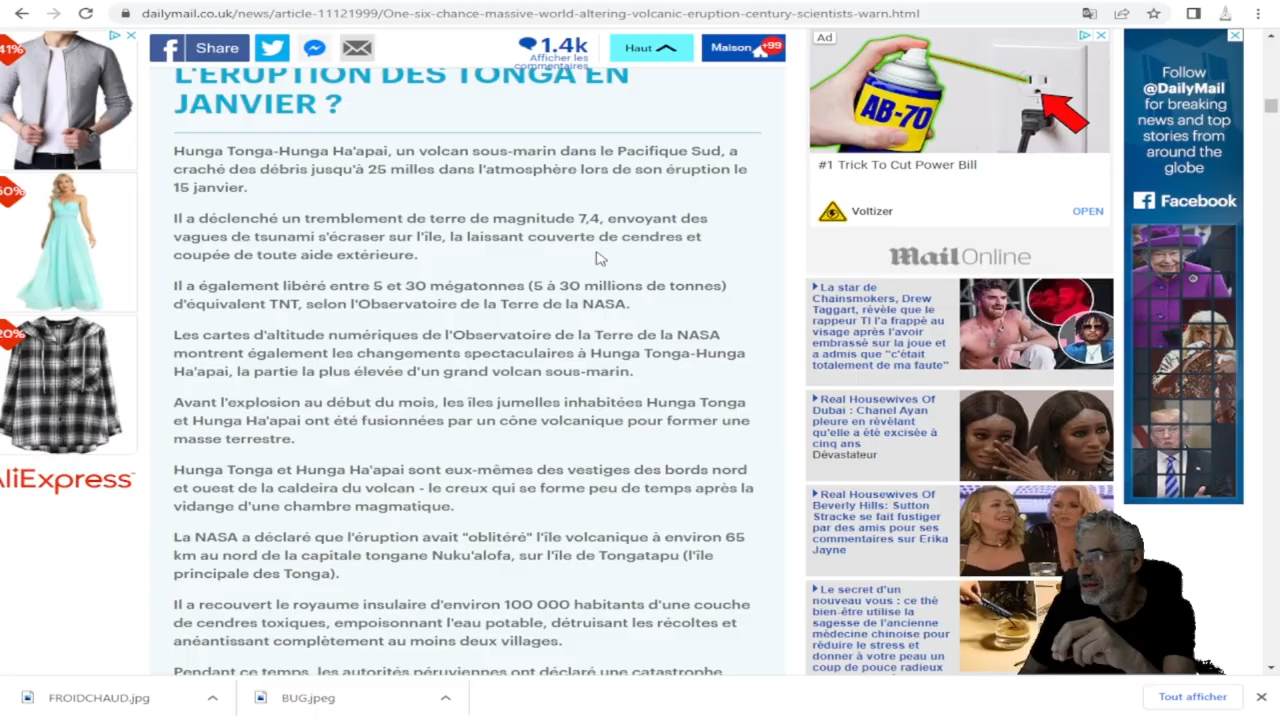 dailymail.co.uk/news/article-11121999/One-six-chance-massive-world-altering-volcanic-eruption-century-scientists-warn.html
41%
50%
20%
AliExpress
Share
1.4k
Afficher les
commentaires
Haut
Maison
+99
L'ÉRUPTION DES TONGA EN
JANVIER ?
Hunga Tonga-Hunga Ha'apai, un volcan sous-marin dans le Pacifique Sud, a
craché des débris jusqu'à 25 milles dans l'atmosphère lors de son éruption le
15 janvier.
Il a déclenché un tremblement de terre de magnitude 7,4, envoyant des
vagues de tsunami s'écraser sur l'île, la laissant couverte de cendres et
coupée de toute aide extérieure.
Il a également libéré entre 5 et 30 mégatonnes (5 à 30 millions de tonnes)
d'équivalent TNT, selon l'Observatoire de la Terre de la NASA.
Les cartes d'altitude numériques de l'Observatoire de la Terre de la NASA
montrent également les changements spectaculaires à Hunga Tonga-Hunga
Ha'apai, la partie la plus élevée d'un grand volcan sous-marin.
Avant l'explosion au début du mois, les îles jumelles inhabitées Hunga Tonga
et Hunga Ha'apai ont été fusionnées par un cône volcanique pour former une
masse terrestre.
Hunga Tonga et Hunga Ha'apai sont eux-mêmes des vestiges des bords nord
et ouest de la caldeira du volcan - le creux qui se forme peu de temps après la
vidange d'une chambre magmatique.
La NASA a déclaré que l'éruption avait "oblitéré" l'île volcanique à environ 65
km au nord de la capitale tongane Nuku'alofa, sur l'île de Tongatapu (l'île
principale des Tonga).
Il a recouvert le royaume insulaire d'environ 100 000 habitants d'une couche
de cendres toxiques, empoisonnant l'eau potable, détruisant les récoltes et
anéantissant complètement au moins deux villages.
Pendant ce temps, les autorités péruviennes ont déclaré une catastrophe
Ad
AB-70
#1 Trick To Cut Power Bill
Voltizer
OPEN
Mail Online
La star de
Chainsmokers, Drew
Taggart, révèle que le
rappeur TI l'a frappé au
visage après l'avoir
embrassé sur la joue et
a admis que "c'était
totalement de ma faute"
Real Housewives Of
Dubai : Chanel Ayan
pleure en révélant
qu'elle a été excisée à
cinq ans
Dévastateur
Real Housewives Of
Beverly Hills: Sutton
Stracke se fait fustiger
par des amis pour ses
commentaires sur Erika
Jayne
Le secret d'un
nouveau vous : ce thé
bien-être utilise la
sagesse de l'ancienne
médecine chinoise pour
réduire le stress et
donner à votre peau un
coup de pouce radieux
Follow
@DailyMail
for breaking
news and top
stories from
around the
globe
Facebook
FROIDCHAUD.jpg
BUG.jpeg
Tout afficher